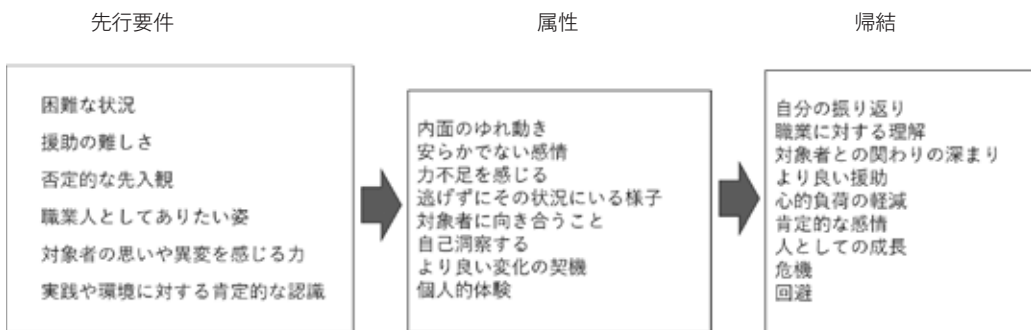 先行要件
属性
帰結
困難な状況
援助の難しさ
否定的な先入観
職業人としてありたい姿
対象者の思いや異変を感じる力
実践や環境に対する肯定的な認識
内面のゆれ動き
安らかでない感情
力不足を感じる
逃げずにその状況にいる様子
対象者に向き合うこと
自己洞察する
より良い変化の契機
個人的体験
自分の振り返り
職業に対する理解
対象者との関わりの深まり
より良い援助
心的負荷の軽減
肯定的な感情
人としての成長
危機
回避